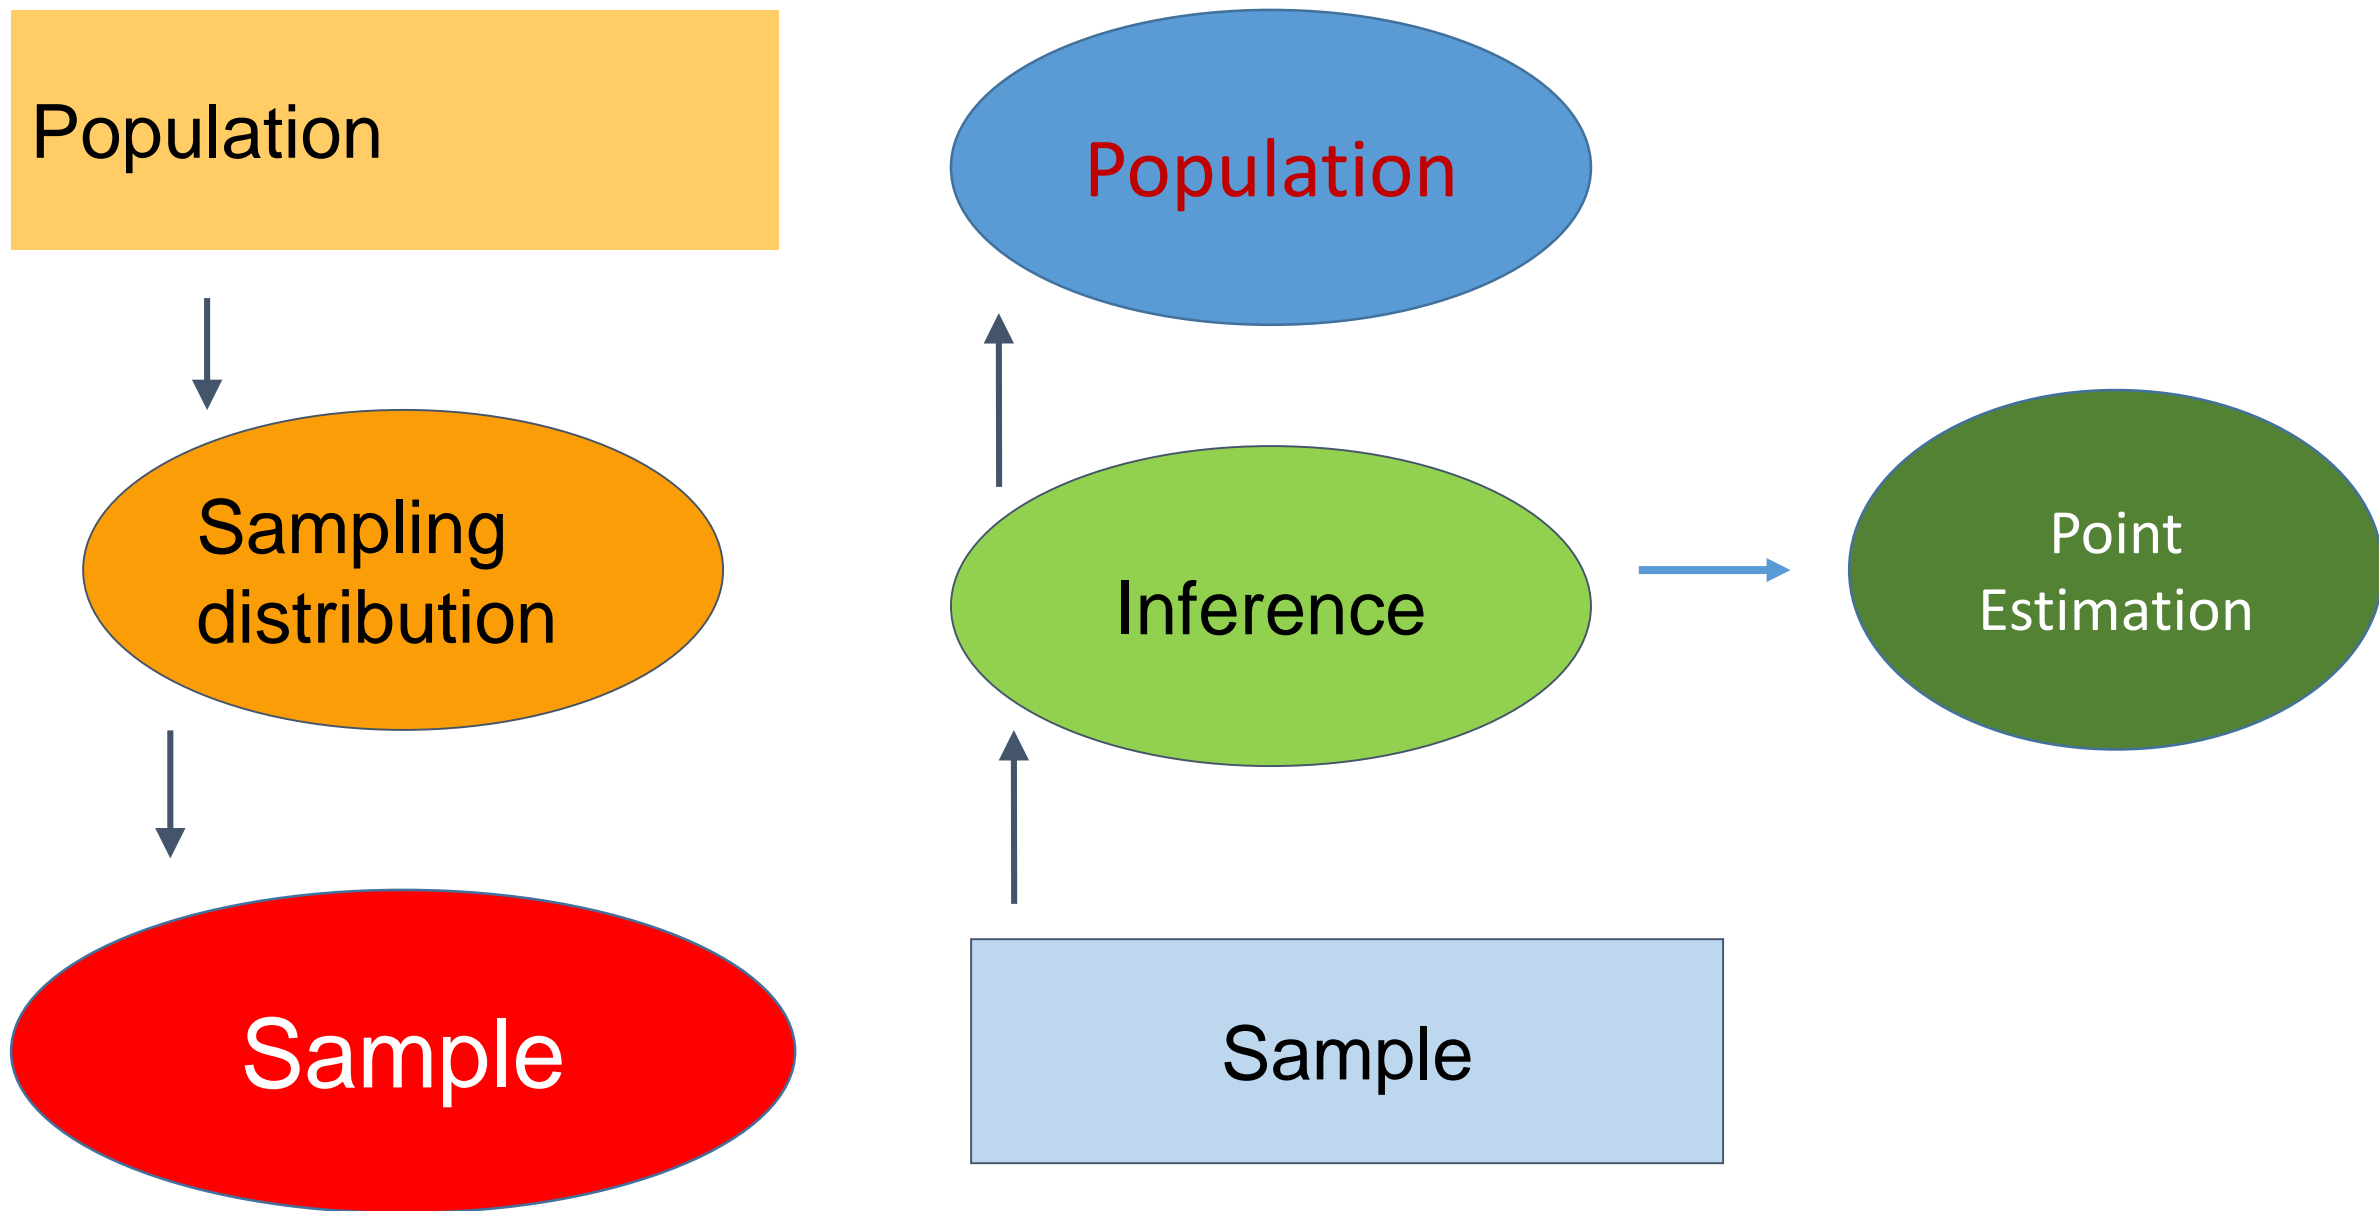 Population
Sampling
distribution
Sample
Population
Inference
Sample
Point
Estimation